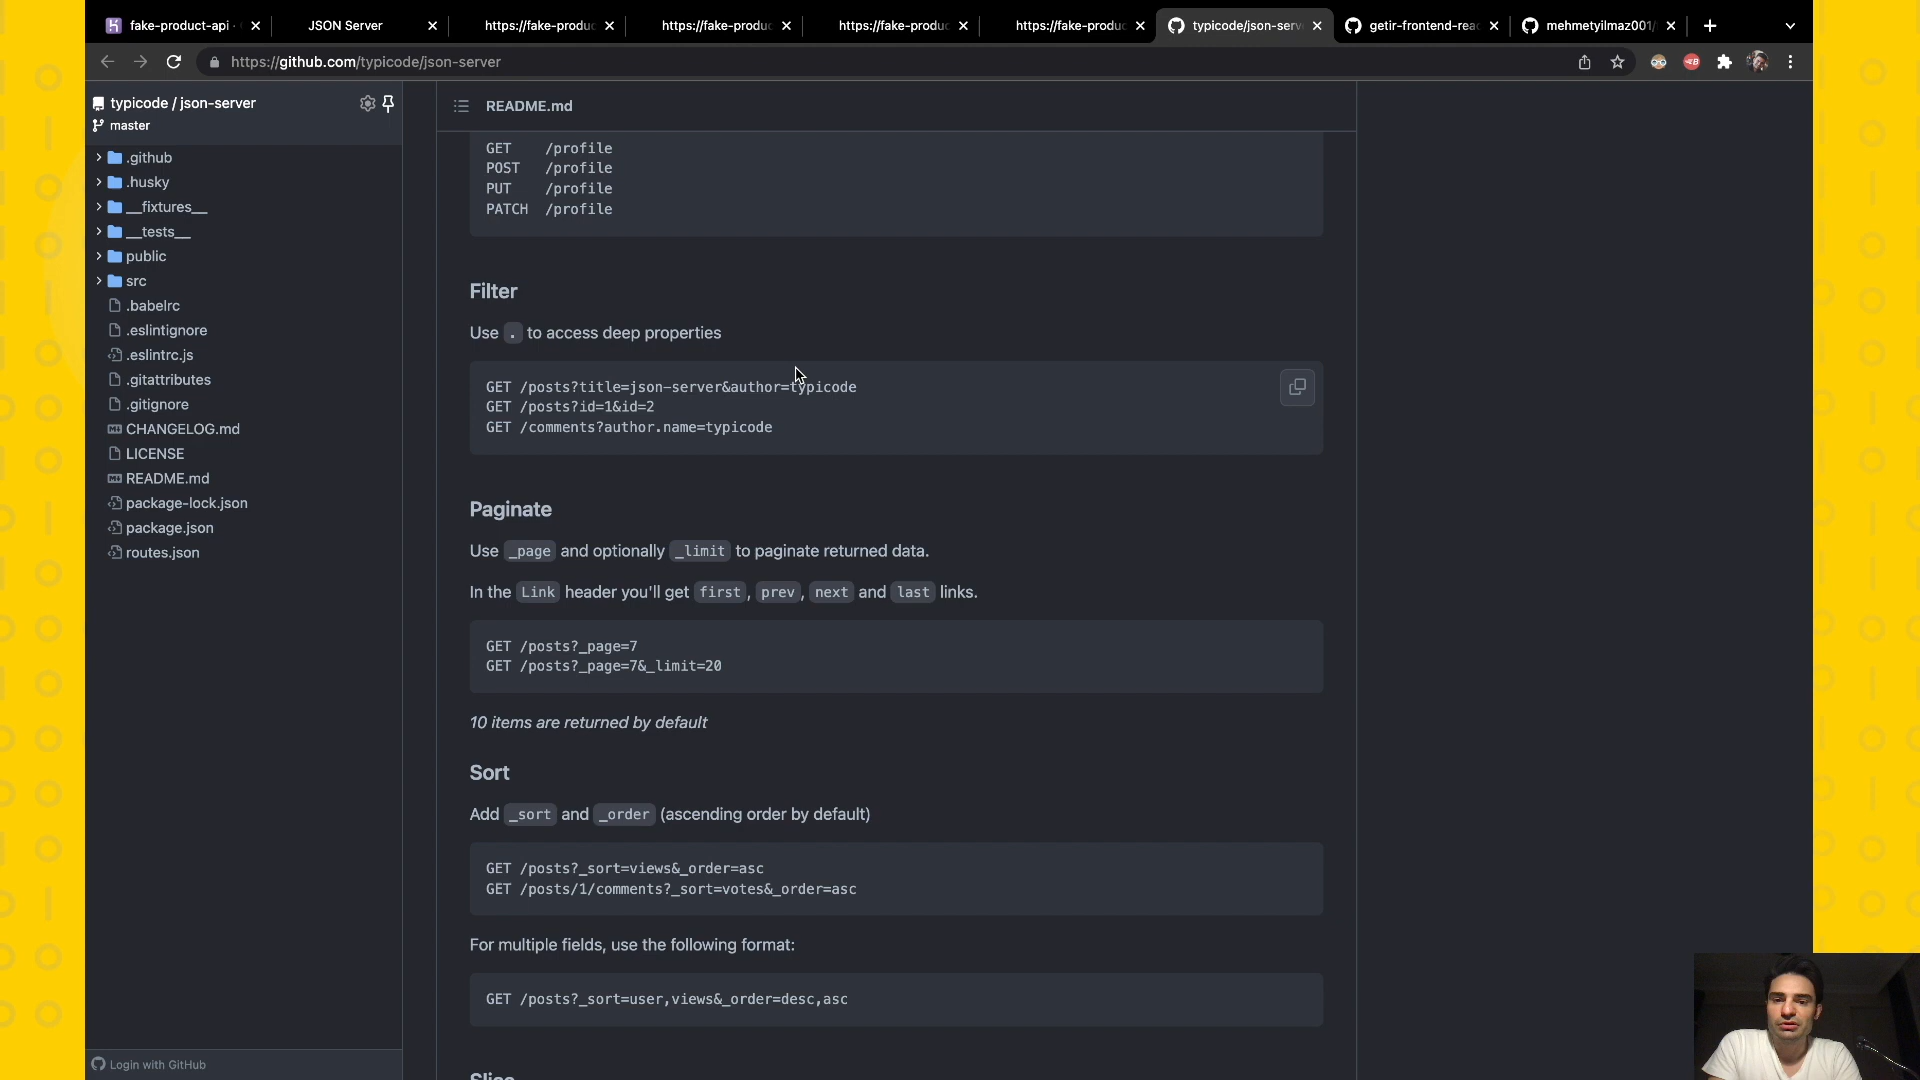 fake-product-api ·
JSON Server
https://fake-produc
https://fake-produc
https://fake-produc
https://fake-produc
typicode/json-serv
getir-frontend-rea
mehmetyilmaz001/
https://github.com/typicode/json-server
typicode / json-server
master
.github
.husky
__fixtures__
__tests__
public
src
.babelrc
.eslintignore
.eslintrc.js
.gitattributes
.gitignore
CHANGELOG.md
LICENSE
README.md
package-lock.json
package.json
routes.json
Login with GitHub
README.md
GET /profile
POST /profile
PUT /profile
PATCH /profile
Filter
Use . to access deep properties
GET /posts?title=json-server&author=typicode
GET /posts?id=1&id=2
GET /comments?author.name=typicode
Paginate
Use _page and optionally _limit to paginate returned data.
In the Link header you'll get first, prev, next and last links.
GET /posts?_page=7
GET /posts?_page=7&_limit=20
10 items are returned by default
Sort
Add _sort and _order (ascending order by default)
GET /posts?_sort=views&_order=asc
GET /posts/1/comments?_sort=votes&_order=asc
For multiple fields, use the following format:
GET /posts?_sort=user,views&_order=desc,asc
Slice